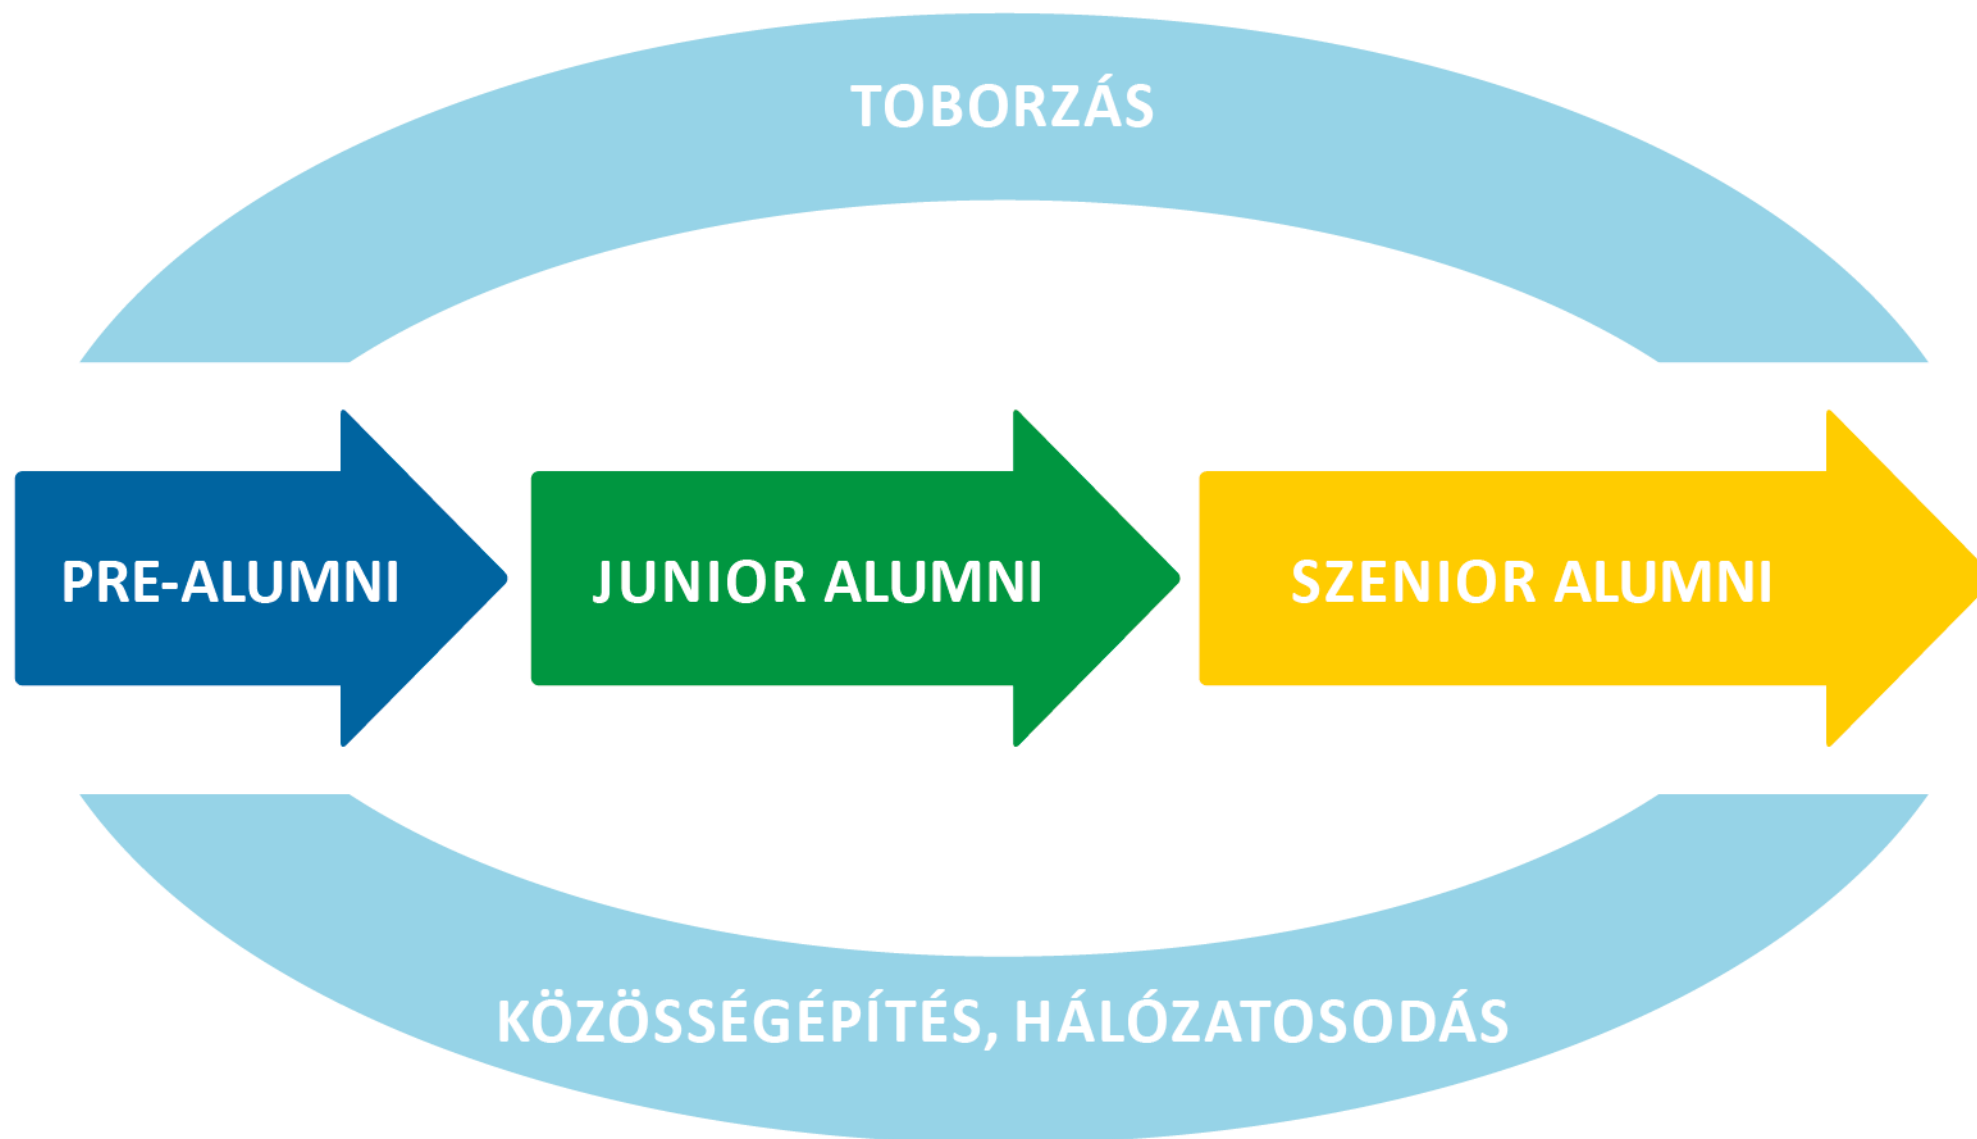 TOBORZÁS
PRE-ALUMNI
JUNIOR ALUMNI
SZENIOR ALUMNI
KÖZÖSSÉGÉPÍTÉS, HÁLÓZATOSODÁS